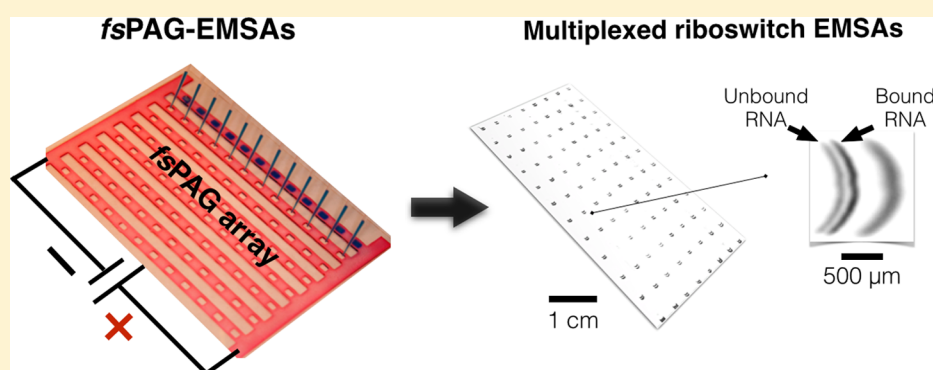 fsPAG-EMSAs
Multiplexed riboswitch EMSAs
fsPAG array
Unbound
RNA
Bound
RNA
1 cm
500 µm